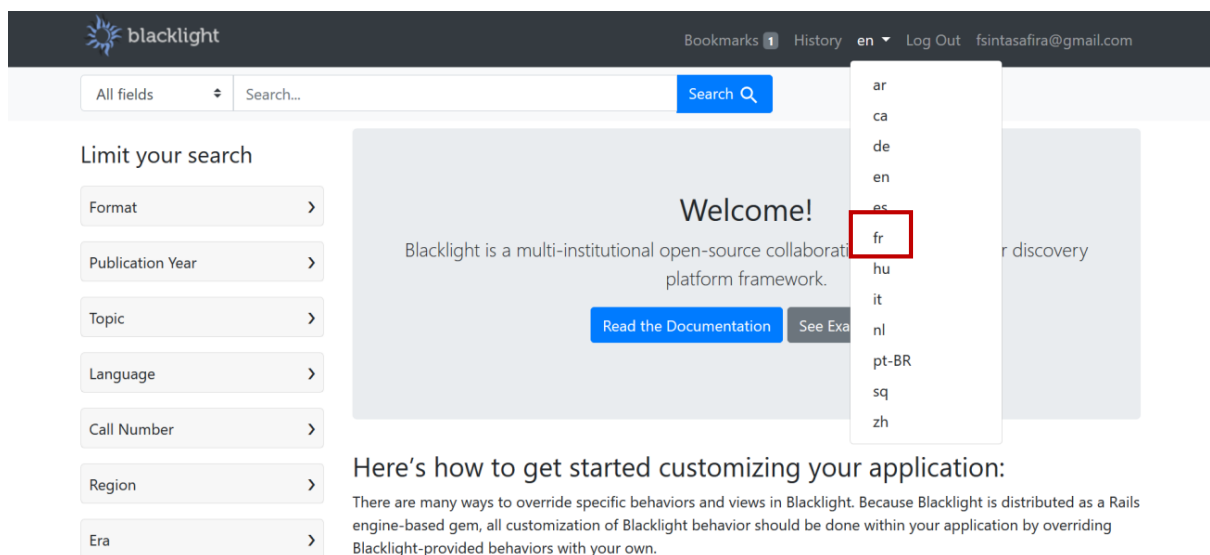 blacklight
Bookmarks 1 History en Log Out fsintasafira@gmail.com
All fields Search... Search
ar
ca
de
en
es
fr
hu
it
nl
pt-BR
sq
zh
Limit your search
Format
Publication Year
Topic
Language
Call Number
Region
Era
Welcome!
Blacklight is a multi-institutional open-source collaborati r discovery
platform framework.
Read the Documentation See Exa
Here's how to get started customizing your application:
There are many ways to override specific behaviors and views in Blacklight. Because Blacklight is distributed as a Rails
engine-based gem, all customization of Blacklight behavior should be done within your application by overriding
Blacklight-provided behaviors with your own.